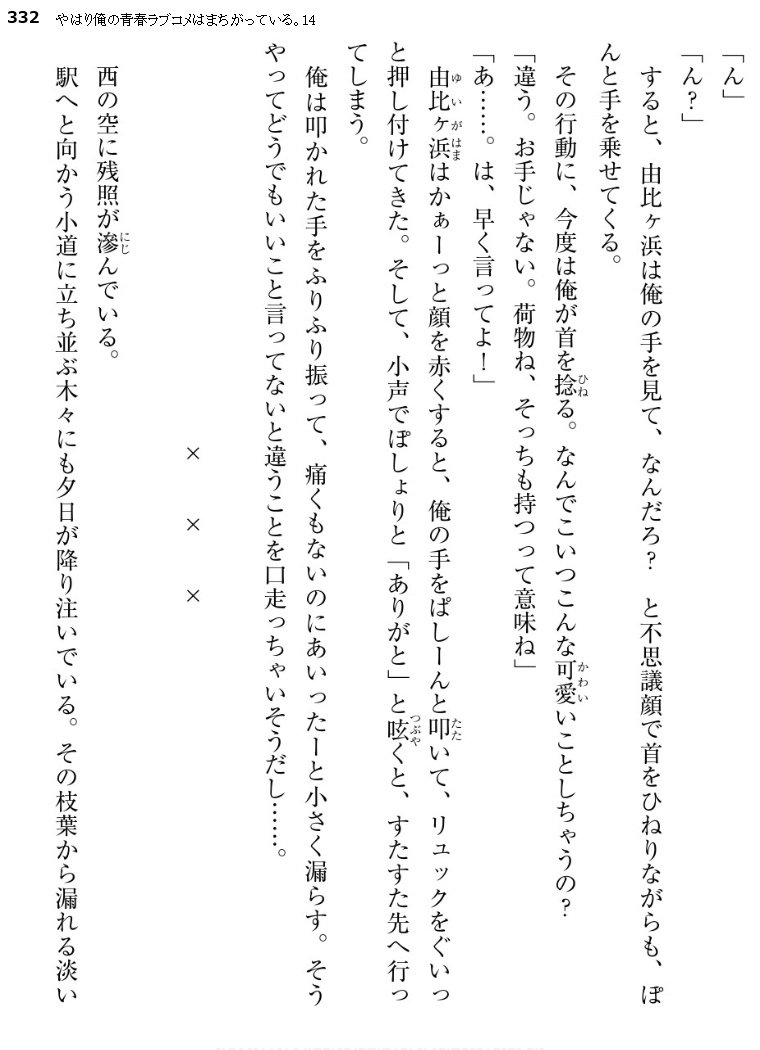 332 やはり俺の青春ラブコメはまちがっている。14
「ん」
「ん？」
　すると、由比ヶ浜は俺の手を見て、なんだろ？　と不思議顔で首をひねりながらも、ぽ
んと手を乗せてくる。
　その行動に、今度は俺が首を捻る。なんでこいつこんな可愛いことしちゃうの？
「違う。お手じゃない。荷物ね、そっちも持つって意味ね」
「あ……。は、早く言ってよ！」
　由比ヶ浜はかぁーっと顔を赤くすると、俺の手をぱしーんと叩いて、リュックをぐいっ
と押し付けてきた。そして、小声でぽしょりと「ありがと」と呟くと、すたすた先へ行っ
てしまう。
　俺は叩かれた手をふりふり振って、痛くもないのにあいったーと小さく漏らす。そう
やってどうでもいいこと言ってないと違うことを口走っちゃいそうだし……。
×　×　×
　西の空に残照が滲んでいる。
　駅へと向かう小道に立ち並ぶ木々にも夕日が降り注いでいる。その枝葉から漏れる淡い